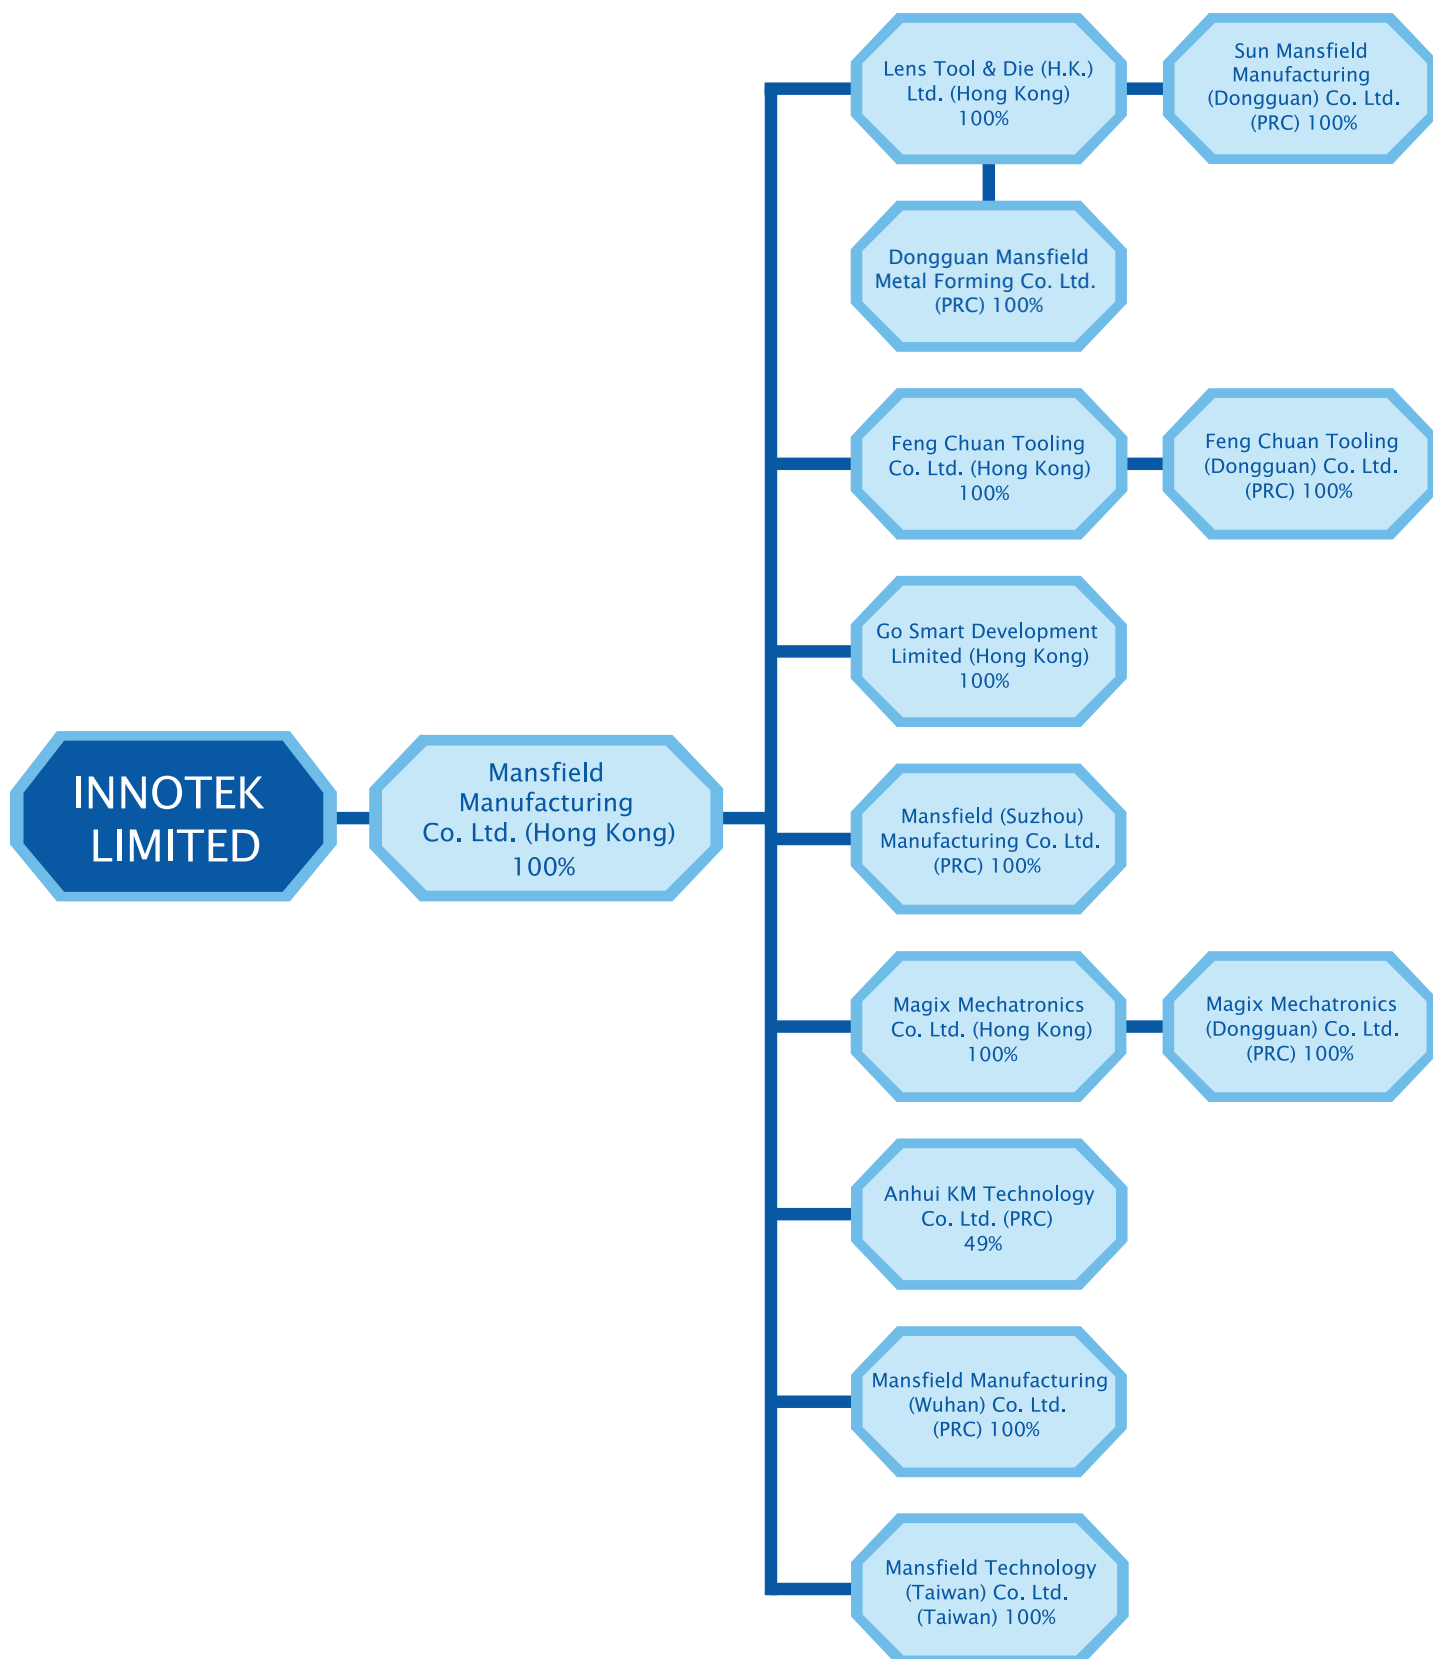 INNOTEK
LIMITED
Mansfield
Manufacturing
Co. Ltd. (Hong Kong)
100%
Lens Tool & Die (H.K.)
Ltd. (Hong Kong)
100%
Sun Mansfield
Manufacturing
(Dongguan) Co. Ltd.
(PRC) 100%
Dongguan Mansfield
Metal Forming Co. Ltd.
(PRC) 100%
Feng Chuan Tooling
Co. Ltd. (Hong Kong)
100%
Feng Chuan Tooling
(Dongguan) Co. Ltd.
(PRC) 100%
Go Smart Development
Limited (Hong Kong)
100%
Mansfield (Suzhou)
Manufacturing Co. Ltd.
(PRC) 100%
Magix Mechatronics
Co. Ltd. (Hong Kong)
100%
Magix Mechatronics
(Dongguan) Co. Ltd.
(PRC) 100%
Anhui KM Technology
Co. Ltd. (PRC)
49%
Mansfield Manufacturing
(Wuhan) Co. Ltd.
(PRC) 100%
Mansfield Technology
(Taiwan) Co. Ltd.
(Taiwan) 100%